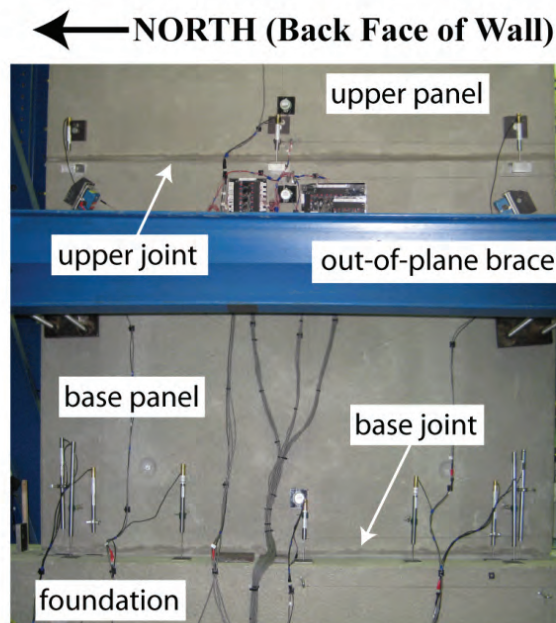 NORTH (Back Face of Wall)
upper panel
upper joint
out-of-plane brace
base panel
base joint
foundation